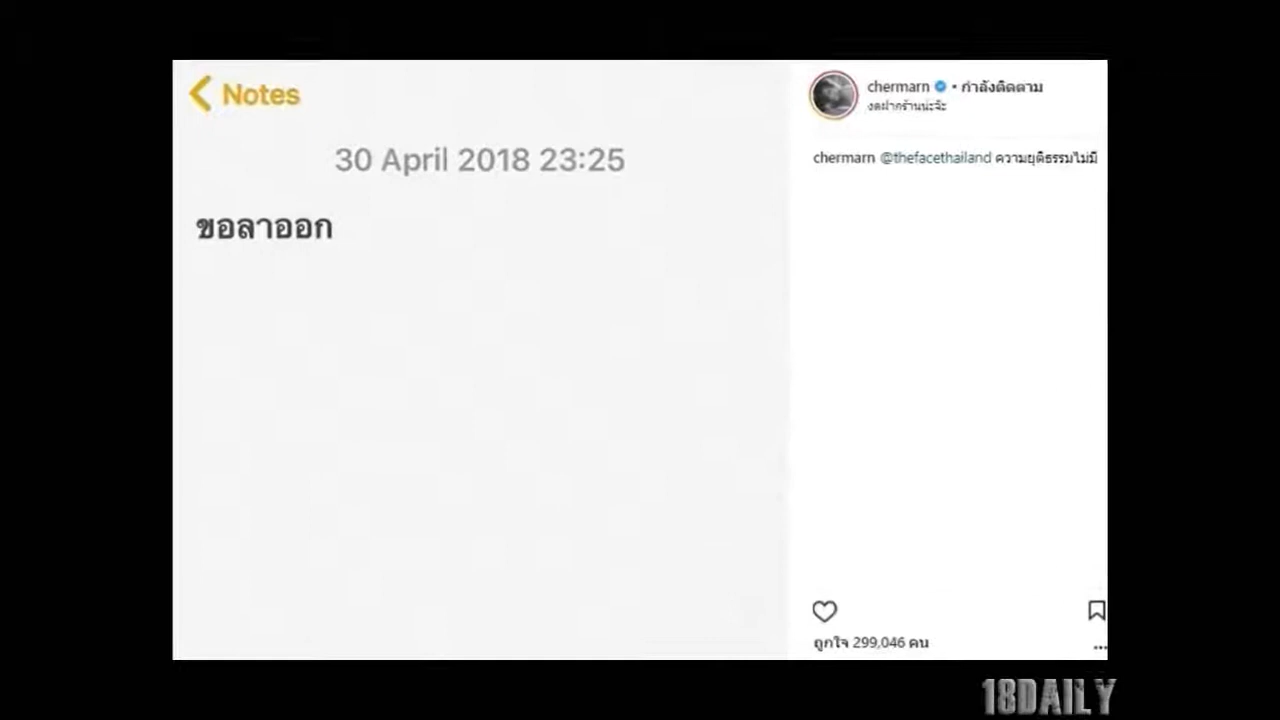 Notes
30 April 2018 23:25
ขอลาออก
chermarn • กำลังติดตาม
งดฝากร้านน่ะจ๊ะ
chermarn @thefacethailand ความยุติธรรมไม่มี
ถูกใจ 299,046 คน
18DAILY